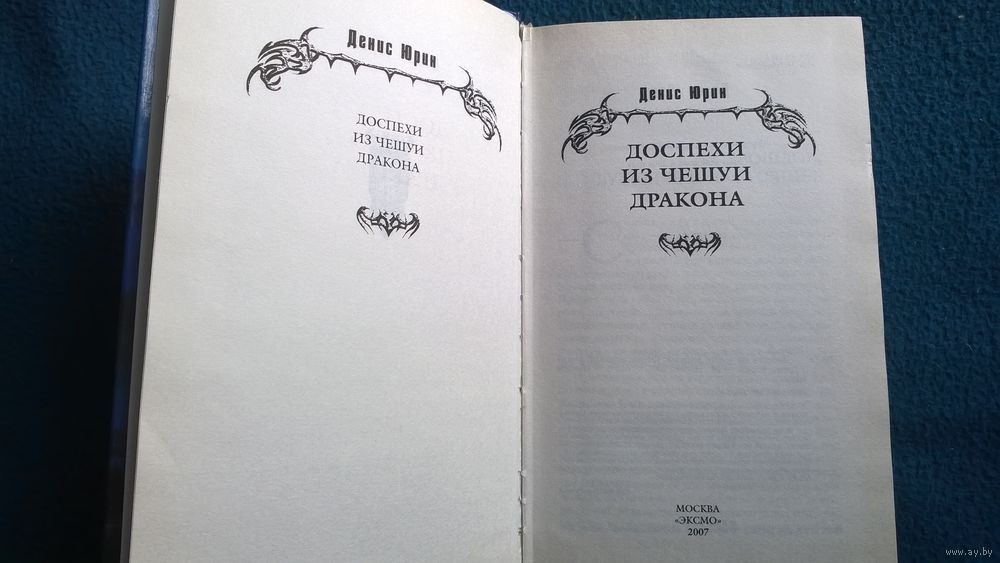 Денис Юрин
ДОСПЕХИ
ИЗ ЧЕШУИ
ДРАКОНА
Денис Юрин
ДОСПЕХИ
ИЗ ЧЕШУИ
ДРАКОНА
МОСКВА
«ЭКСМО»
2007
www.ay.by